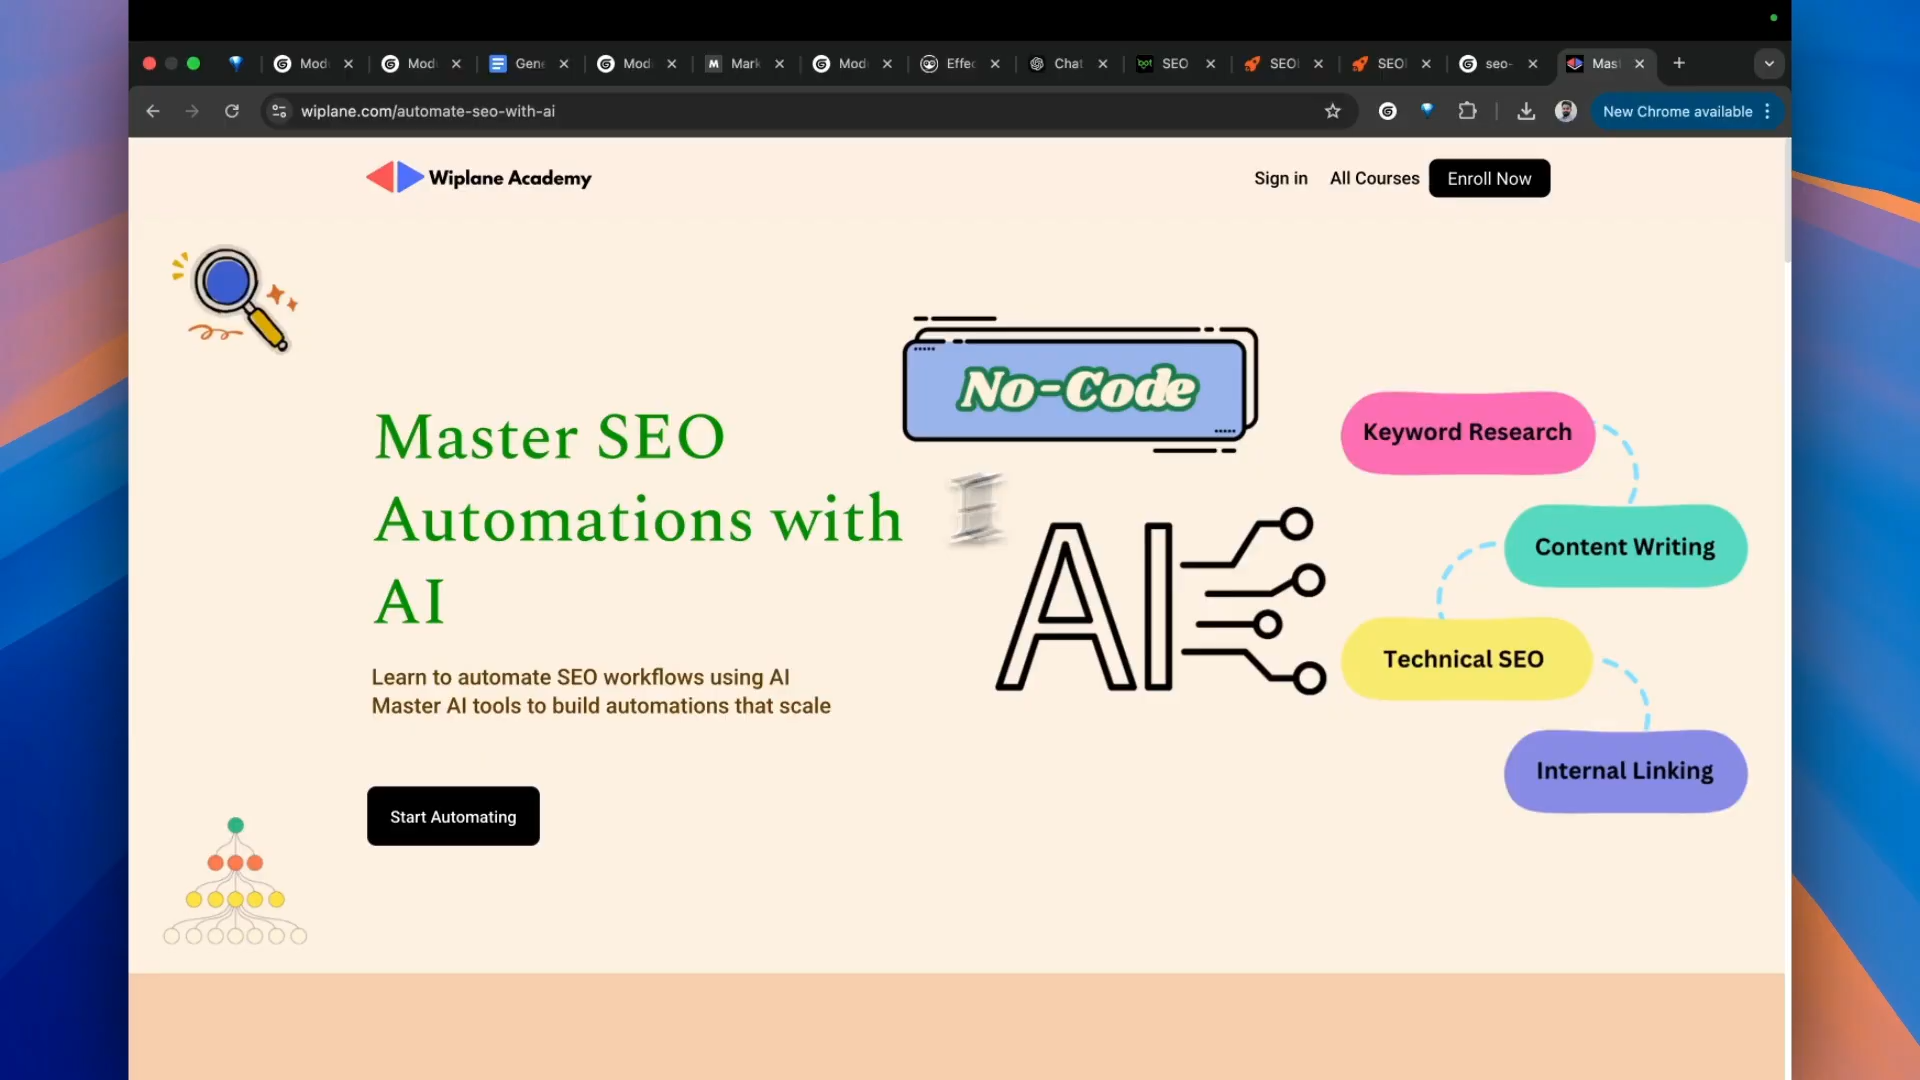 Mod
Mod
Gene
Mod
Mark
Mod
Effec
Chat
bot
SEO
SEO
SEO
seo-
Mas
wiplane.com/automate-seo-with-ai
New Chrome available
Wiplane Academy
Sign in
All Courses
Enroll Now
No-Code
Master SEO
Automations with
AI
AI
Keyword Research
Content Writing
Technical SEO
Internal Linking
Learn to automate SEO workflows using AI
Master AI tools to build automations that scale
Start Automating